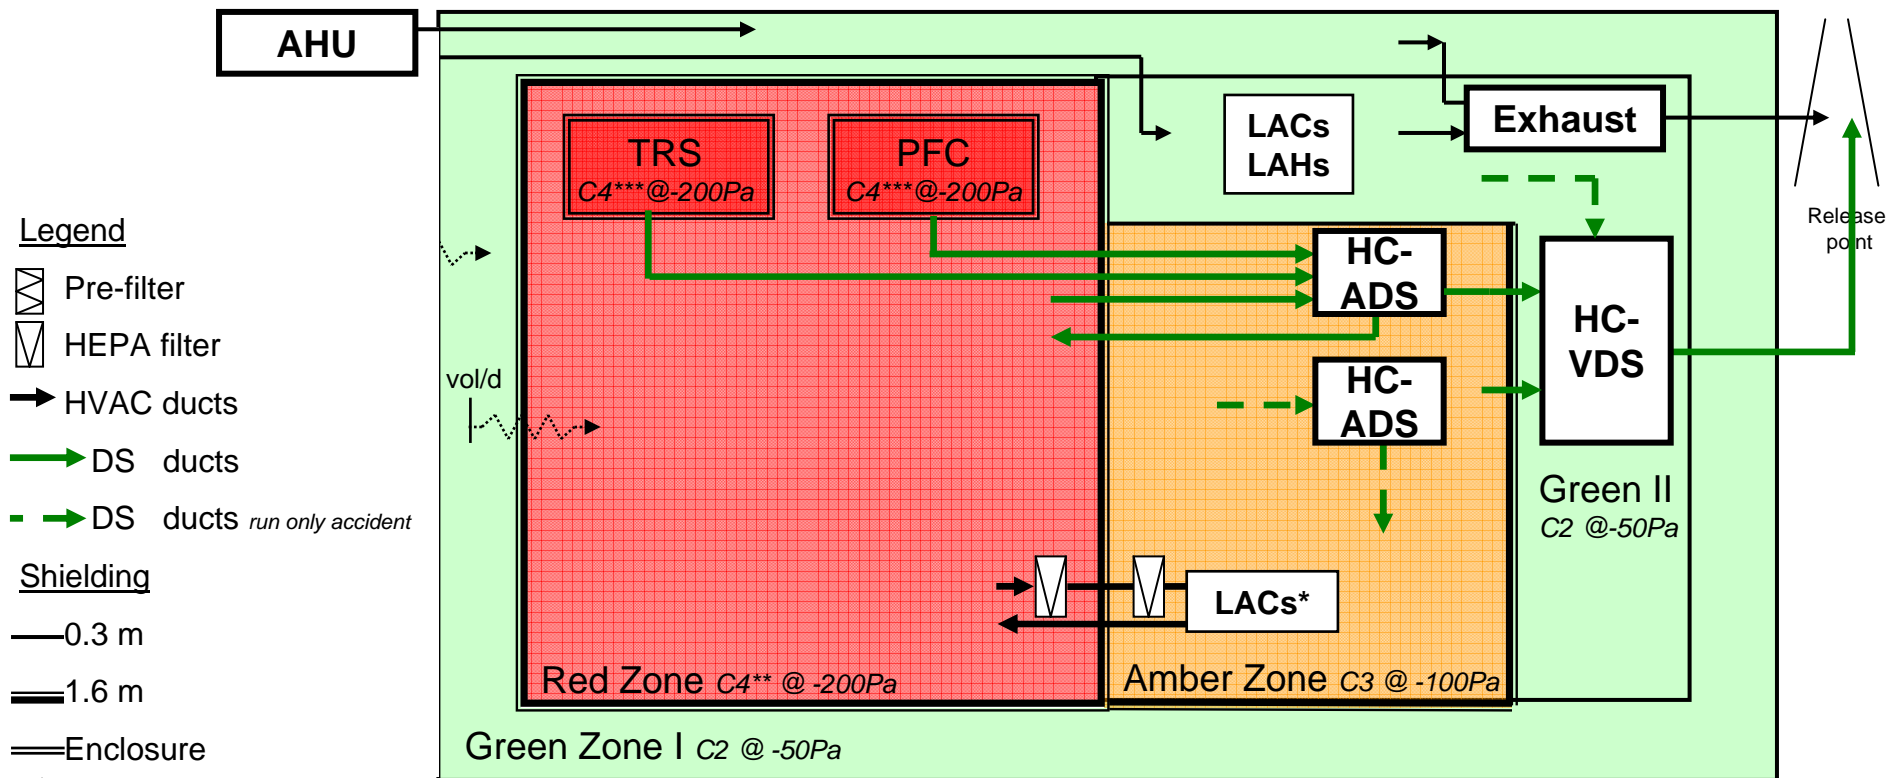 AHU
TRS
C4***@-200Pa
PFC
C4***@-200Pa
LACs
LAHs
Exhaust
Release
point
Legend
Pre-filter
HEPA filter
HVAC ducts
DS ducts
DS ducts run only accident
Shielding
0.3 m
1.6 m
Enclosure
vol/d
HC-
ADS
HC-
ADS
HC-
VDS
LACs*
Green II
C2 @-50Pa
Red Zone C4** @ -200Pa
Amber Zone C3 @ -100Pa
Green Zone I C2 @ -50Pa